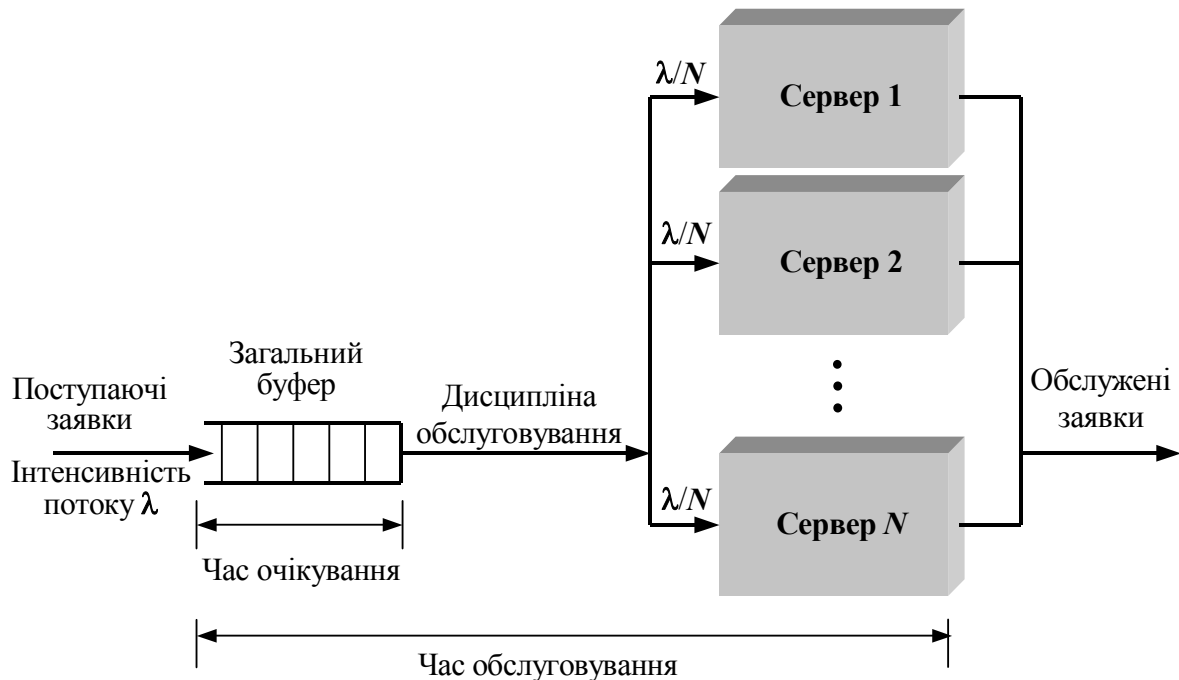 λ/N
Сервер 1
λ/N
Сервер 2
Загальний
буфер
Поступаючі
заявки
Дисципліна
обслуговування
Обслужені
заявки
Інтенсивність
потоку λ
λ/N
Сервер N
Час очікування
Час обслуговування